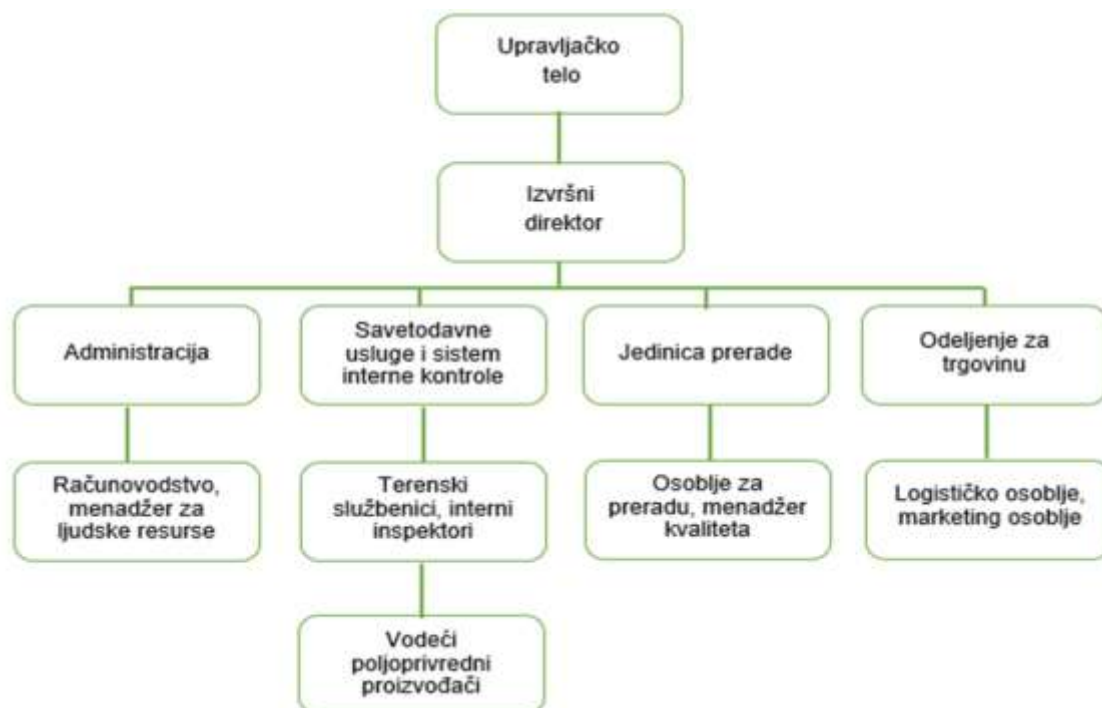 Upravljačko
telo
Izvršni
direktor
Administracija
Savetodavne
usluge i sistem
interne kontrole
Jedinica prerade
Odeljenje za
trgovinu
Računovodstvo,
menadžer za
ljudske resurse
Terenski
službenici, interni
inspektori
Osoblje za
preradu, menadžer
kvaliteta
Logističko osoblje,
marketing osoblje
Vodeći
poljoprivredni
proizvođači